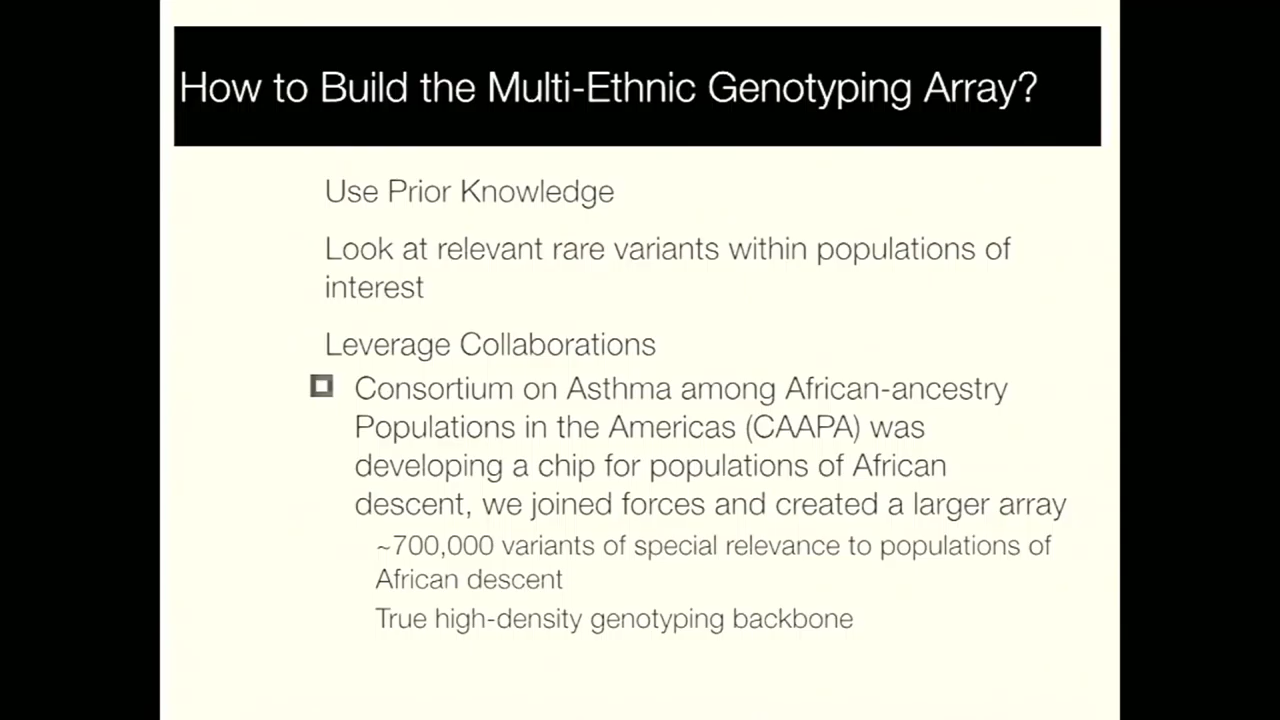 How to Build the Multi-Ethnic Genotyping Array?
Use Prior Knowledge
Look at relevant rare variants within populations of
interest
Leverage Collaborations
Consortium on Asthma among African-ancestry
Populations in the Americas (CAAPA) was
developing a chip for populations of African
descent, we joined forces and created a larger array
~700,000 variants of special relevance to populations of
African descent
True high-density genotyping backbone